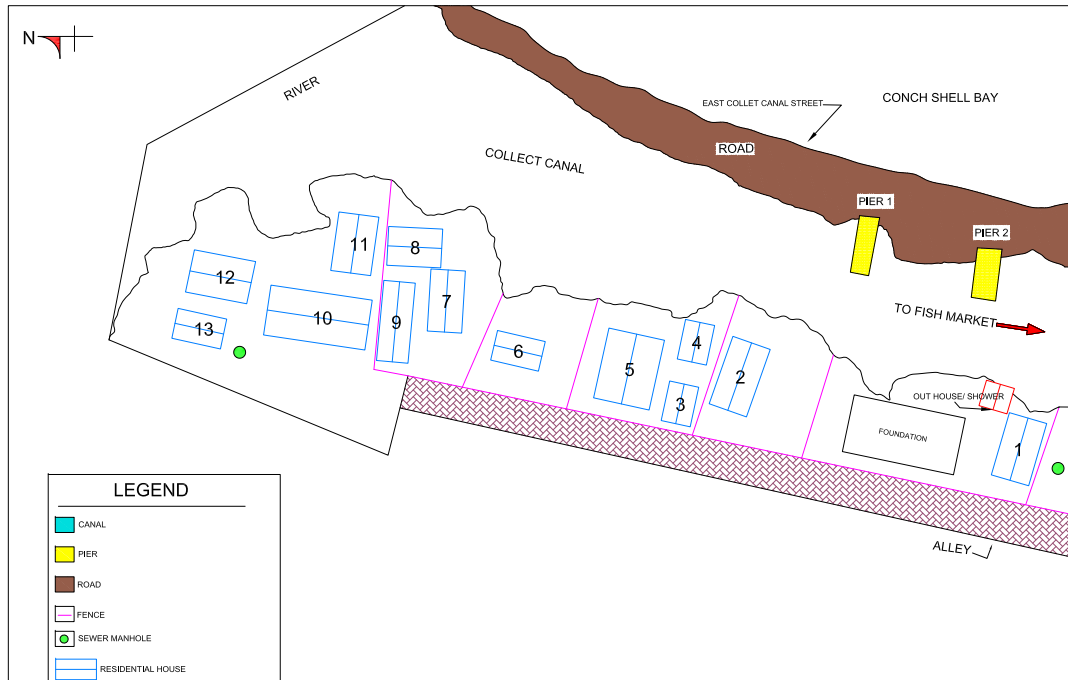 N
RIVER
CONCH SHELL BAY
EAST COLLET CANAL STREET
ROAD
COLLECT CANAL
PIER 1
PIER 2
TO FISH MARKET
11
8
12
7
10
9
13
6
5
4
3
2
OUT HOUSE/ SHOWER
FOUNDATION
1
ALLEY
LEGEND
CANAL
PIER
ROAD
FENCE
SEWER MANHOLE
RESIDENTIAL HOUSE